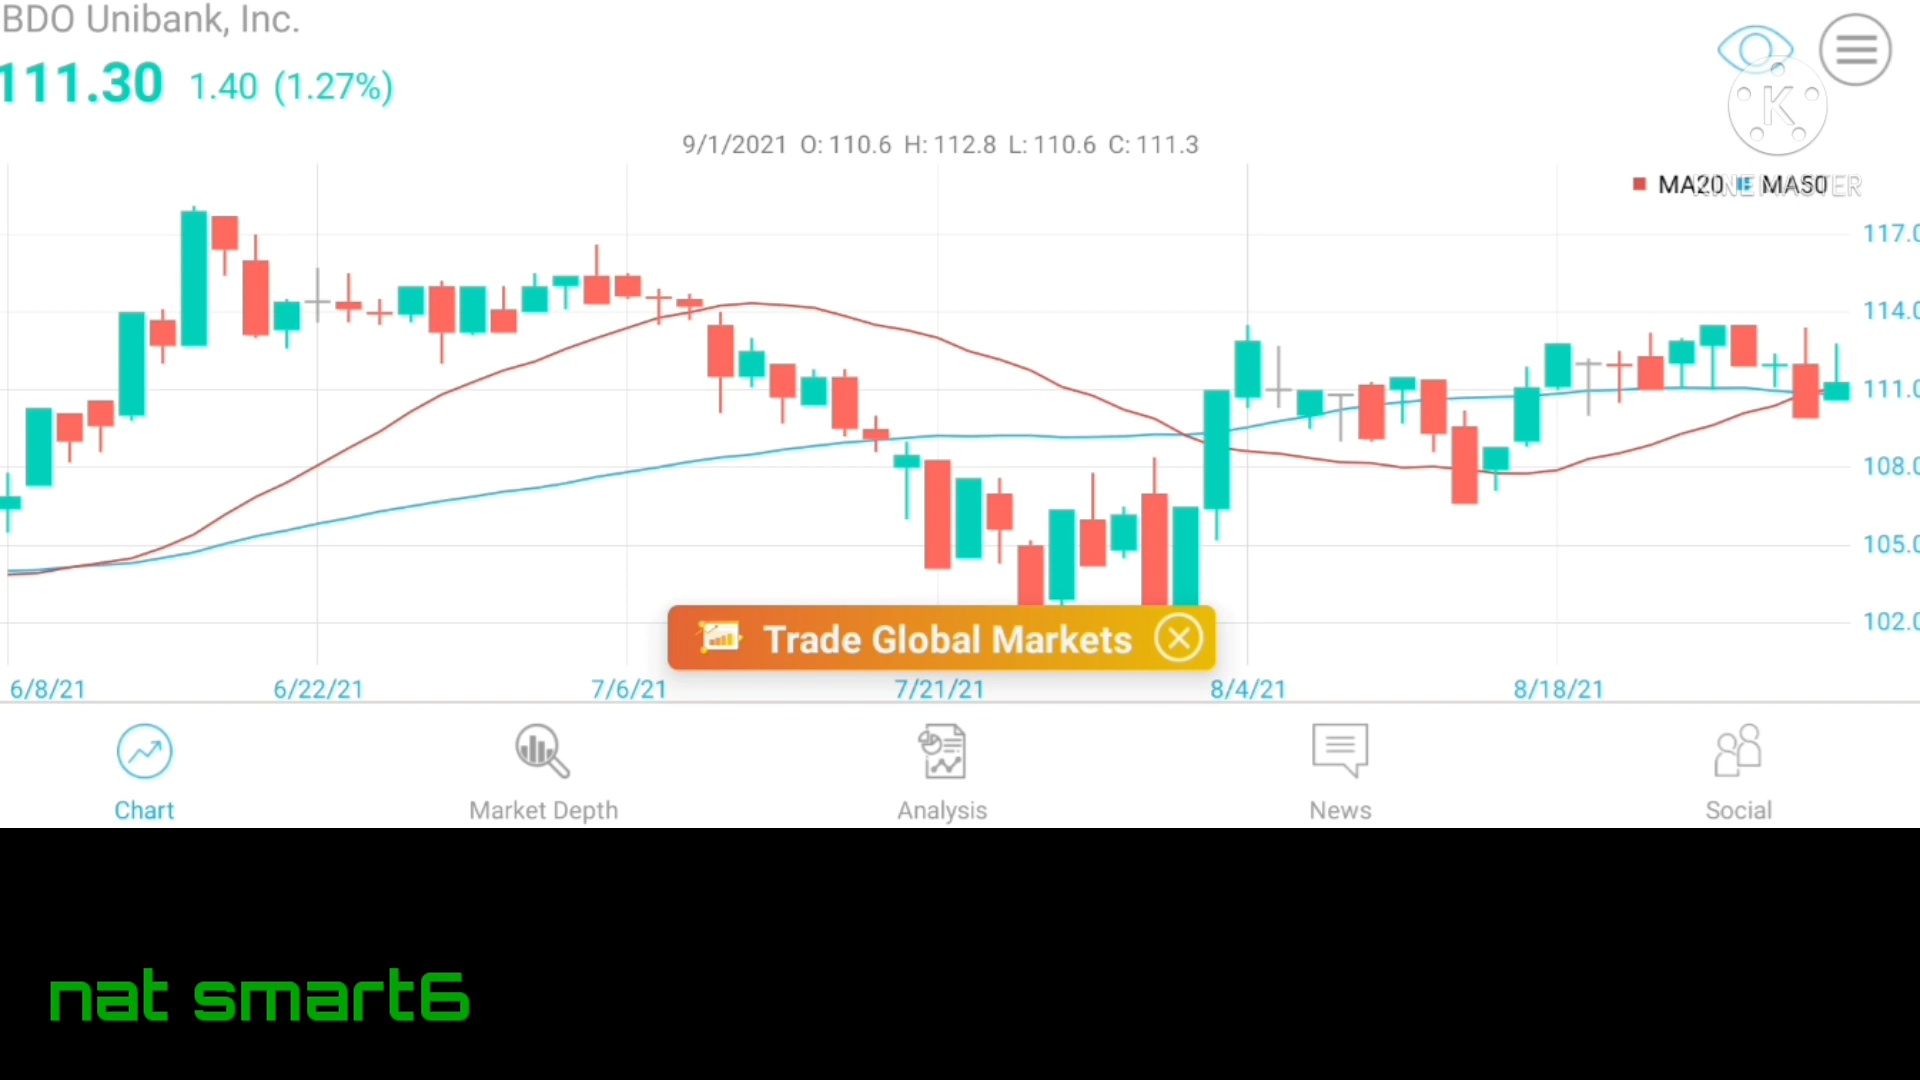 BDO Unibank, Inc.
111.30 1.40 (1.27%)
9/1/2021 O: 110.6 H: 112.8 L: 110.6 C: 111.3
K
MA20 MA50
KINEMASTER
117.0
114.0
111.0
108.0
105.0
102.0
Trade Global Markets
6/8/21 6/22/21 7/6/21 7/21/21 8/4/21 8/18/21
Chart Market Depth Analysis News Social
nat smart6